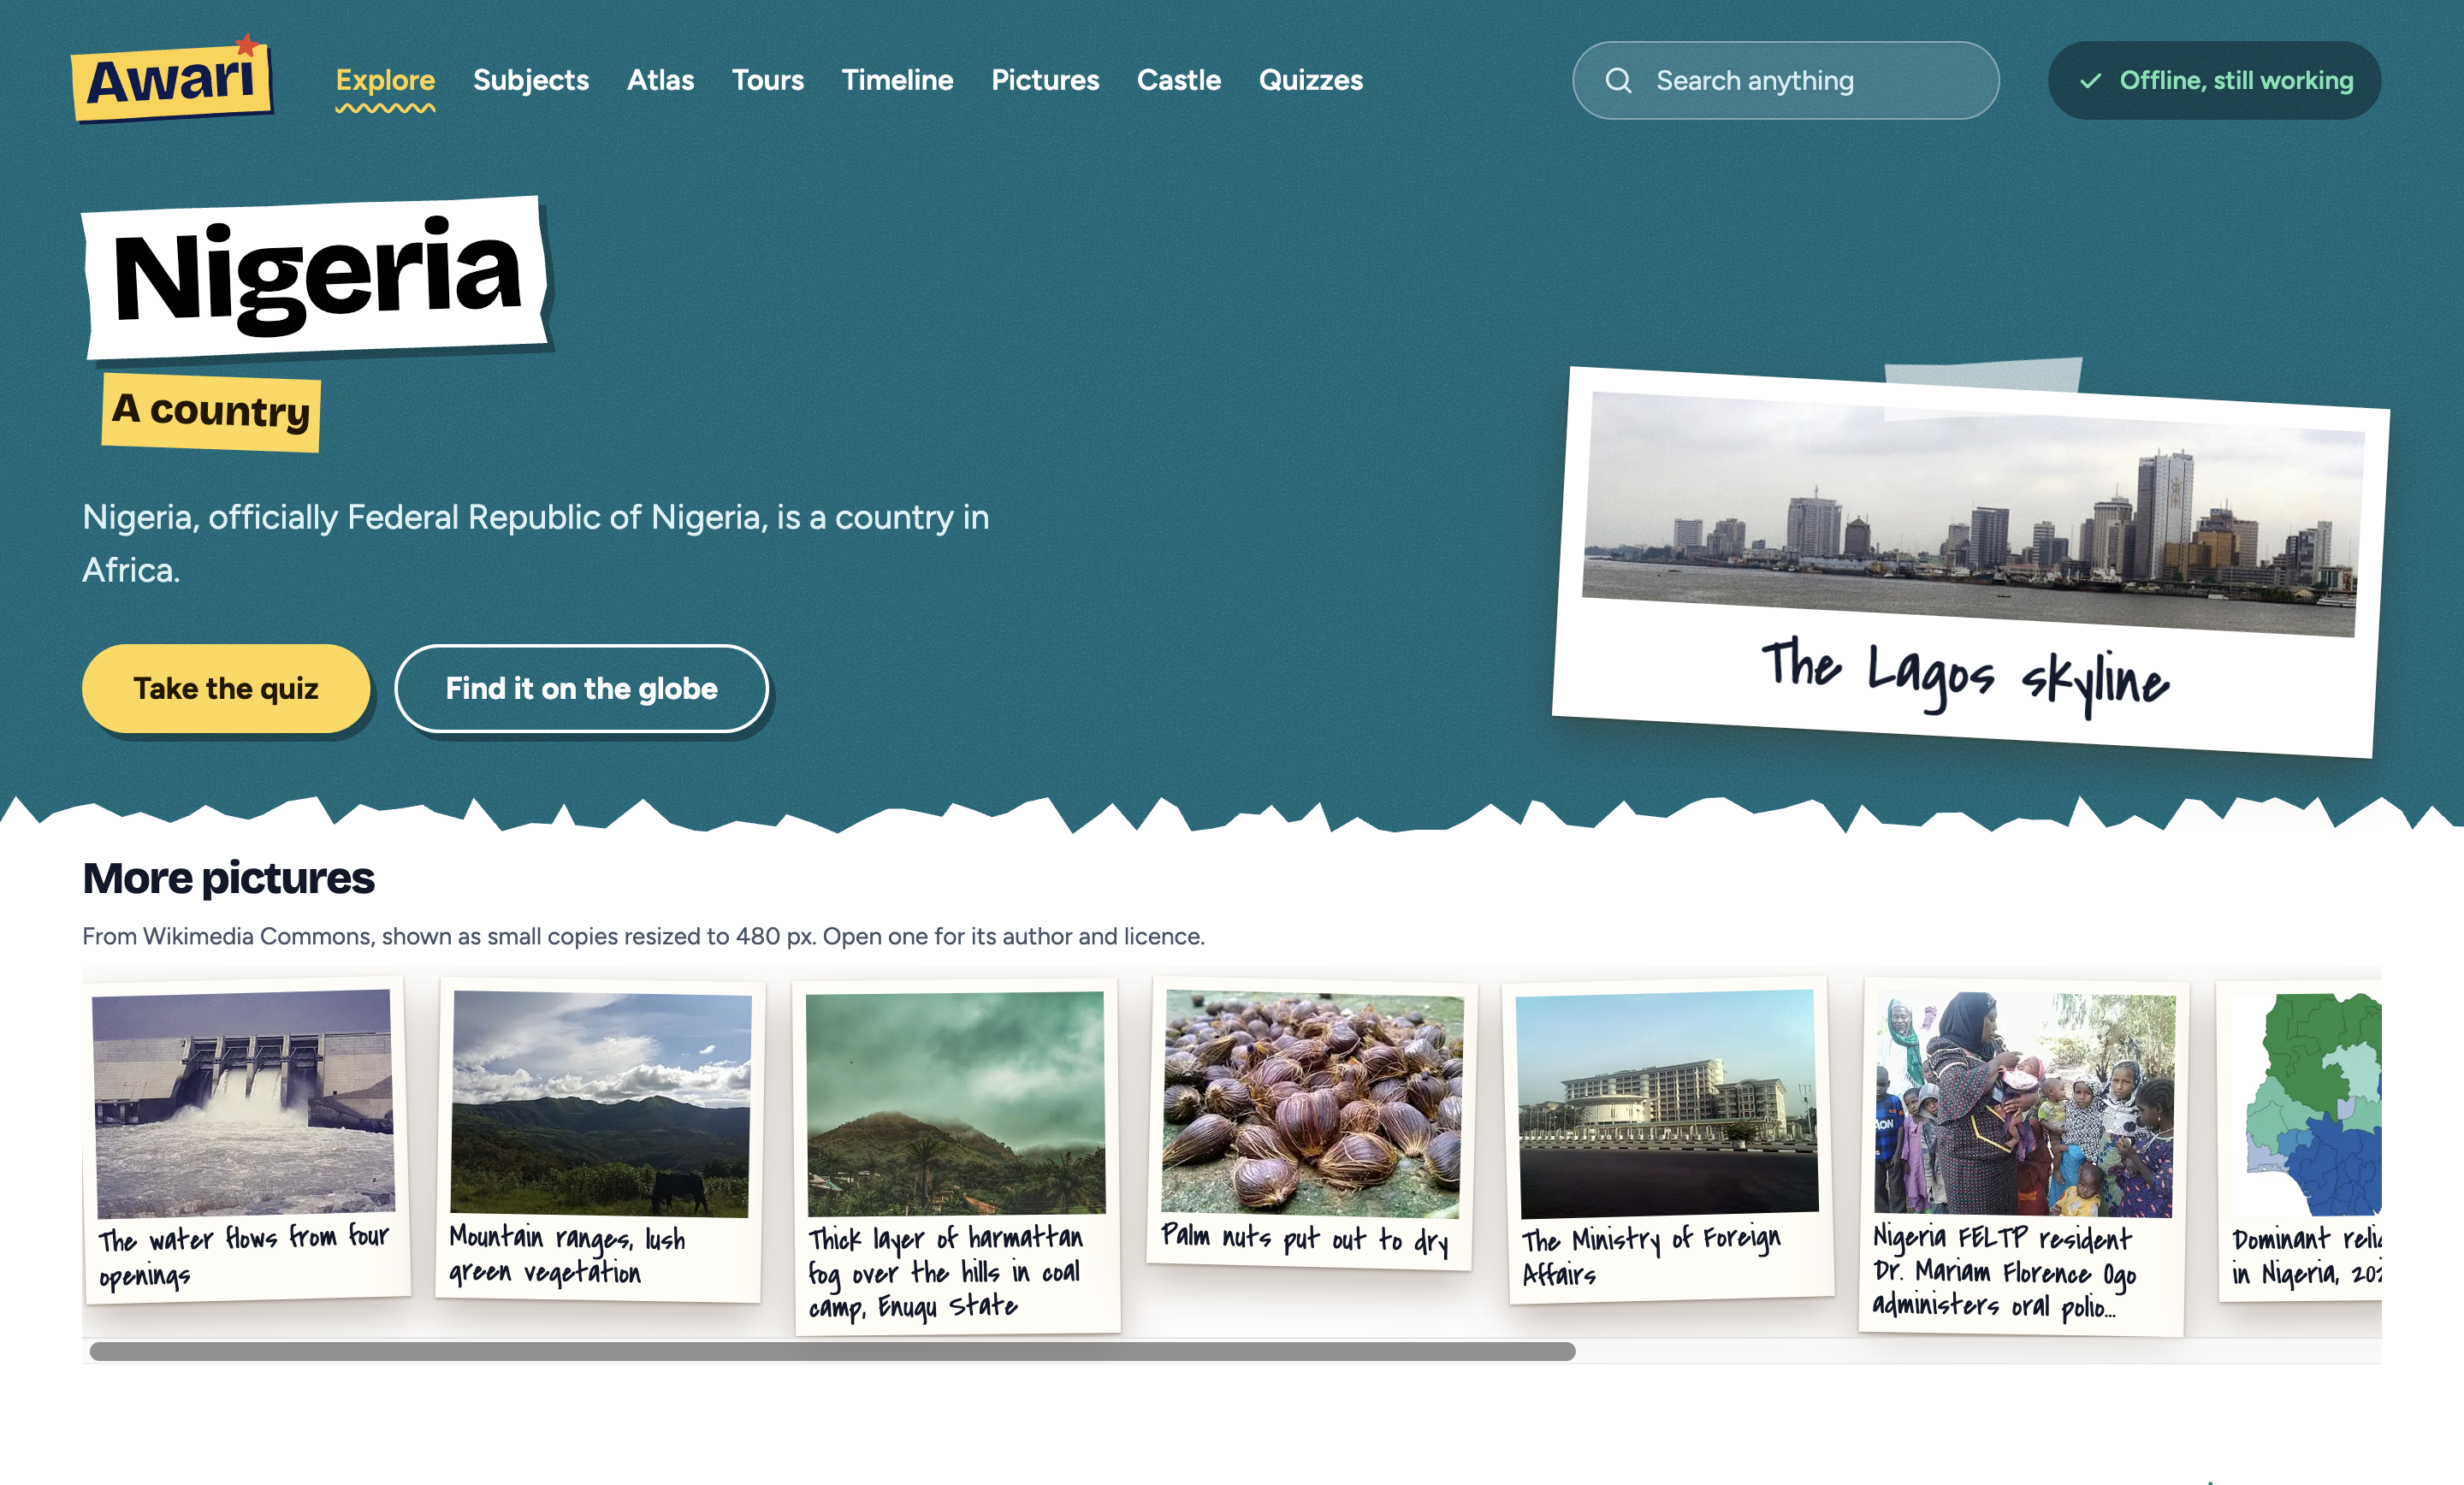 Awari
Explore
Subjects
Atlas
Tours
Timeline
Pictures
Castle
Quizzes
Search anything
Offline, still working
Nigeria
A country
Nigeria, officially Federal Republic of Nigeria, is a country in
Africa.
Take the quiz
Find it on the globe
The Lagos skyline
More pictures
From Wikimedia Commons, shown as small copies resized to 480 px. Open one for its author and licence.
The water flows from four
openings
Mountain ranges, lush
green vegetation
Thick layer of harmattan
fog over the hills in coal
camp, Enugu State
Palm nuts put out to dry
The Ministry of Foreign
Affairs
Nigeria FELTP resident
Dr. Mariam Florence Ogo
administers oral polio...
Dominant
in Nigeria,